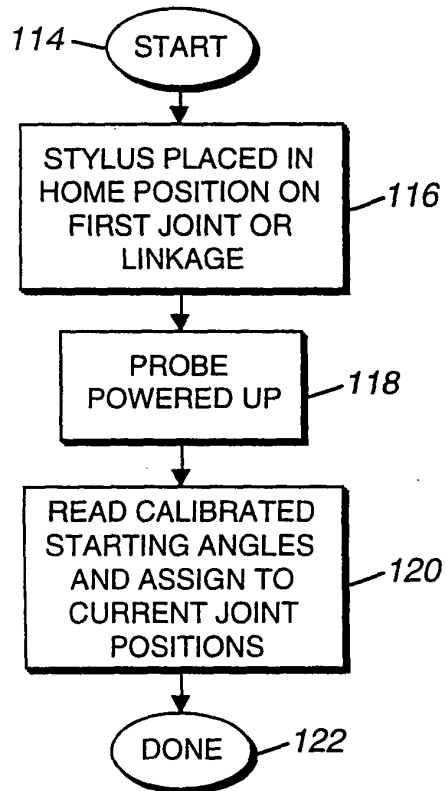 114
START
STYLUS PLACED IN
HOME POSITION ON
FIRST JOINT OR
LINKAGE
116
PROBE
POWERED UP
118
READ CALIBRATED
STARTING ANGLES
AND ASSIGN TO
CURRENT JOINT
POSITIONS
120
DONE
122